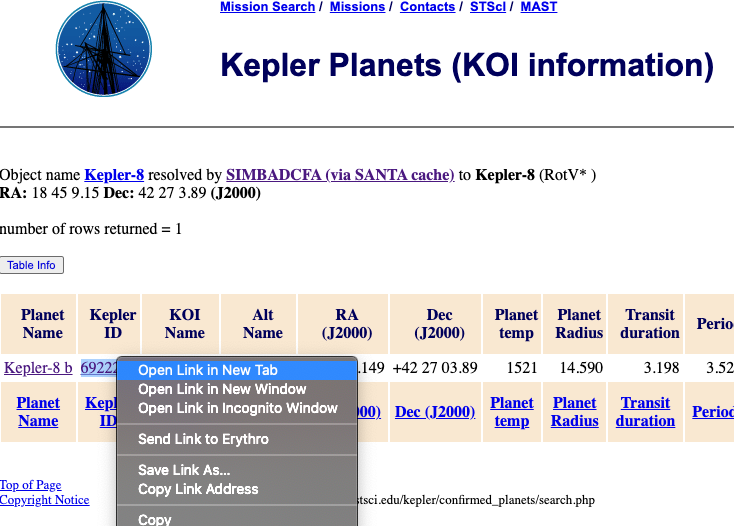 Mission Search / Missions / Contacts / STScI / MAST
Kepler Planets (KOI information)
Object name Kepler-8 resolved by SIMBADCFA (via SANTA cache) to Kepler-8 (RotV* )
RA: 18 45 9.15 Dec: 42 27 3.89 (J2000)
number of rows returned = 1
Table Info
Planet Name Kepler ID KOI Name Alt Name RA (J2000) Dec (J2000) Planet temp Planet Radius Transit duration Perio
Kepler-8 b 69222 .149 +42 27 03.89 1521 14.590 3.198 3.52
Planet Name Kepl ID 00) Dec (J2000) Planet temp Planet Radius Transit duration Period
Open Link in New Tab
Open Link in New Window
Open Link in Incognito Window
Send Link to Erythro
Save Link As...
Copy Link Address
Copy
Top of Page
Copyright Notice
stsci.edu/kepler/confirmed_planets/search.php